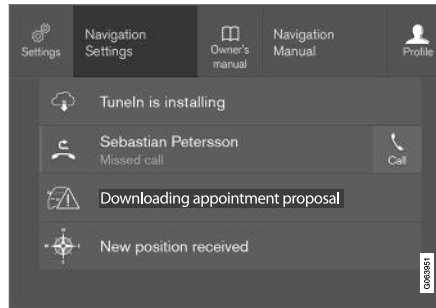 Settings
Navigation
Settings
Owner's
manual
Navigation
Manual
Profile
TuneIn is installing
Sebastian Petersson
Missed call
Call
Downloading appointment proposal
New position received
G063951